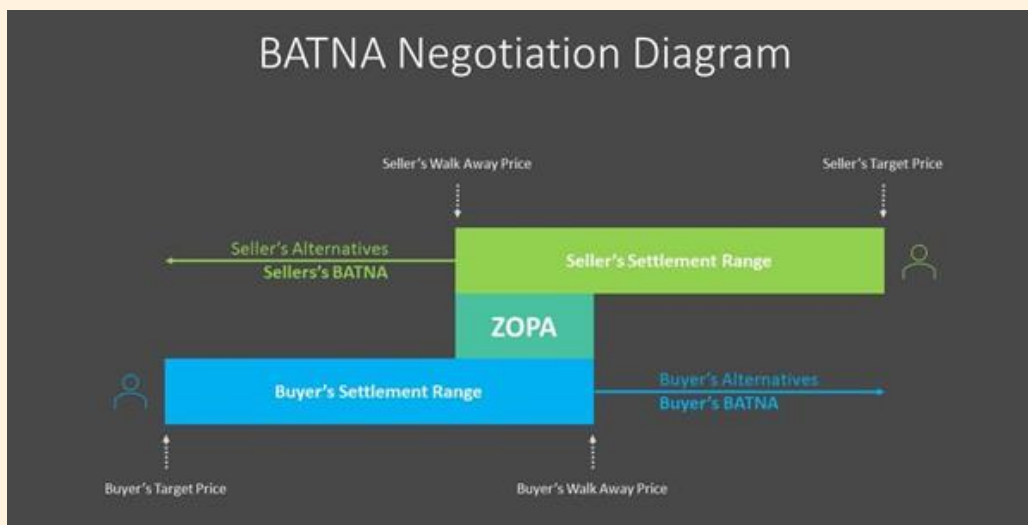 BATNA Negotiation Diagram
Seller's Walk Away Price
Seller's Target Price
Seller's Alternatives
Sellers's BATNA
Seller's Settlement Range
ZOPA
Buyer's Settlement Range
Buyer's Alternatives
Buyer's BATNA
Buyer's Target Price
Buyer's Walk Away Price